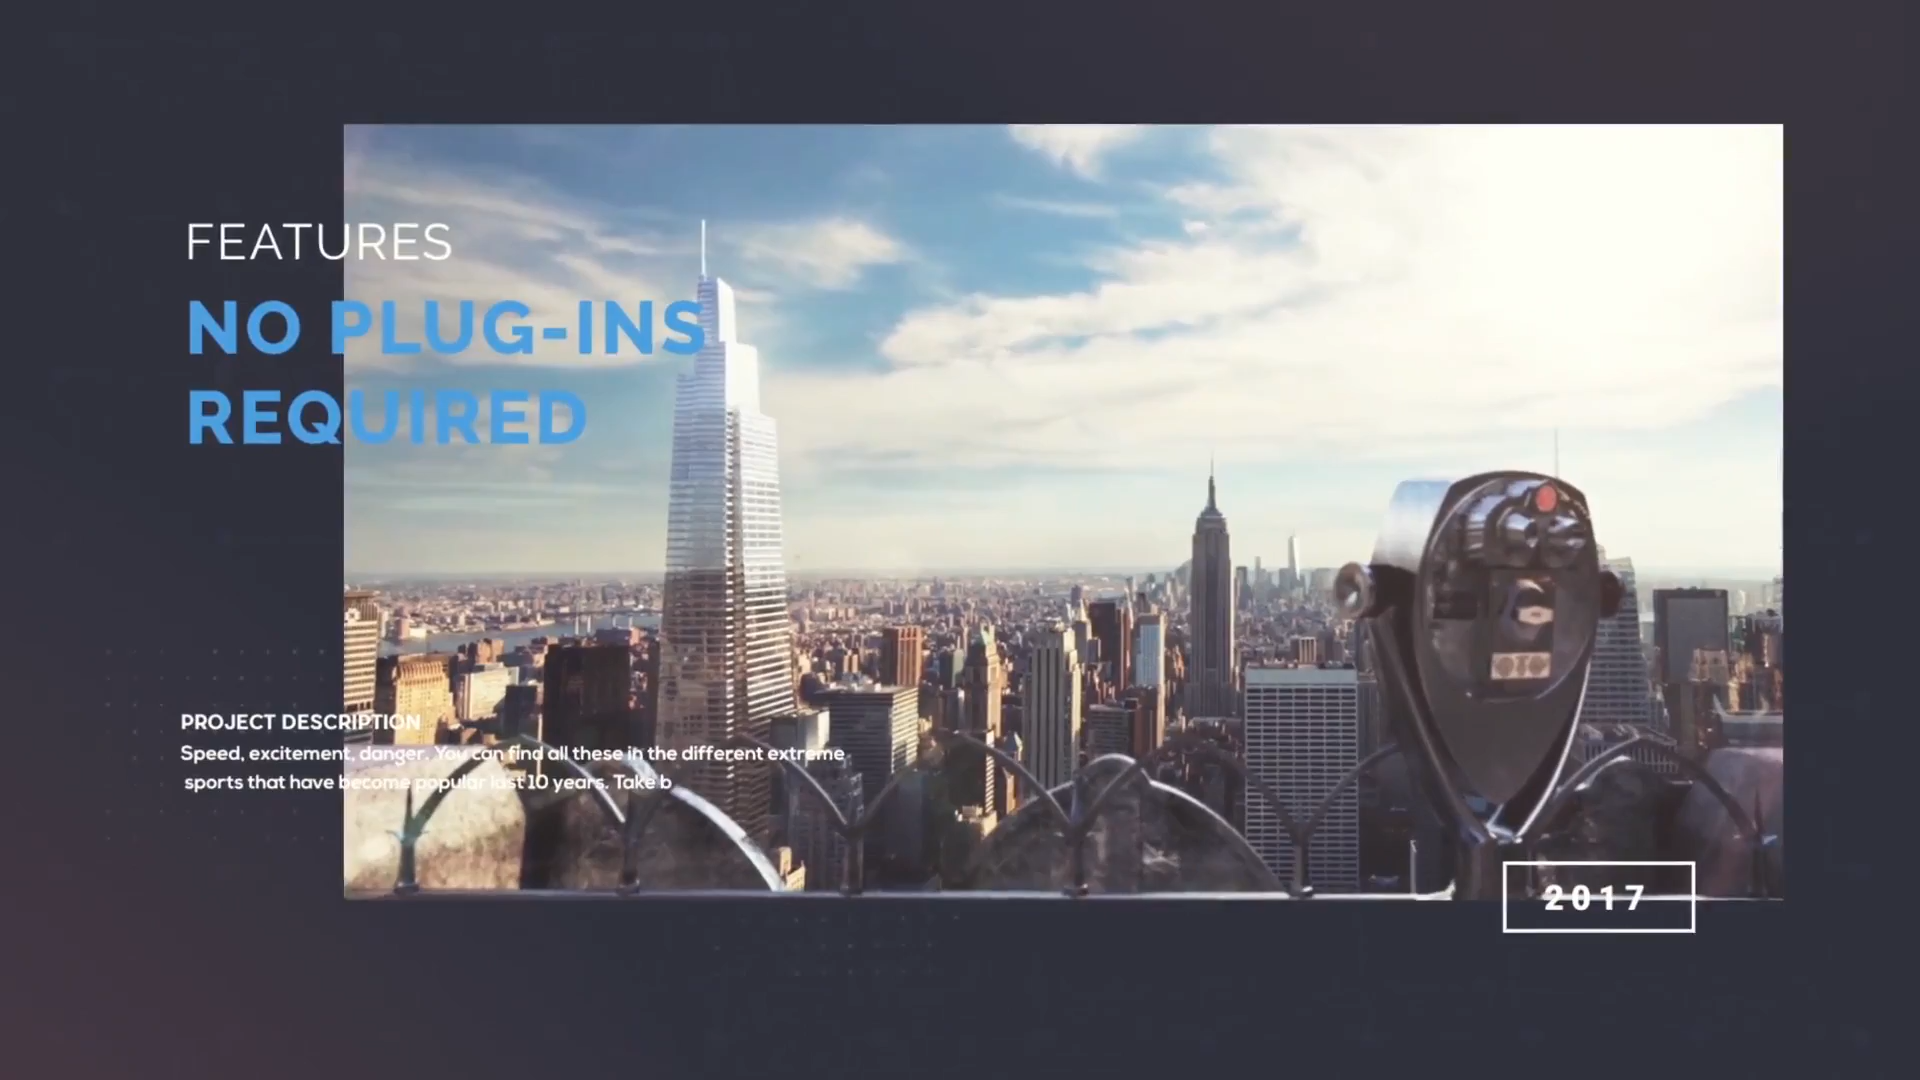 FEATURES
NO PLUG-INS
REQUIRED
PROJECT DESCRIPTION
Speed, excitement, danger. You can find all these in the different extreme
sports that have become popular last 10 years. Take b
2017